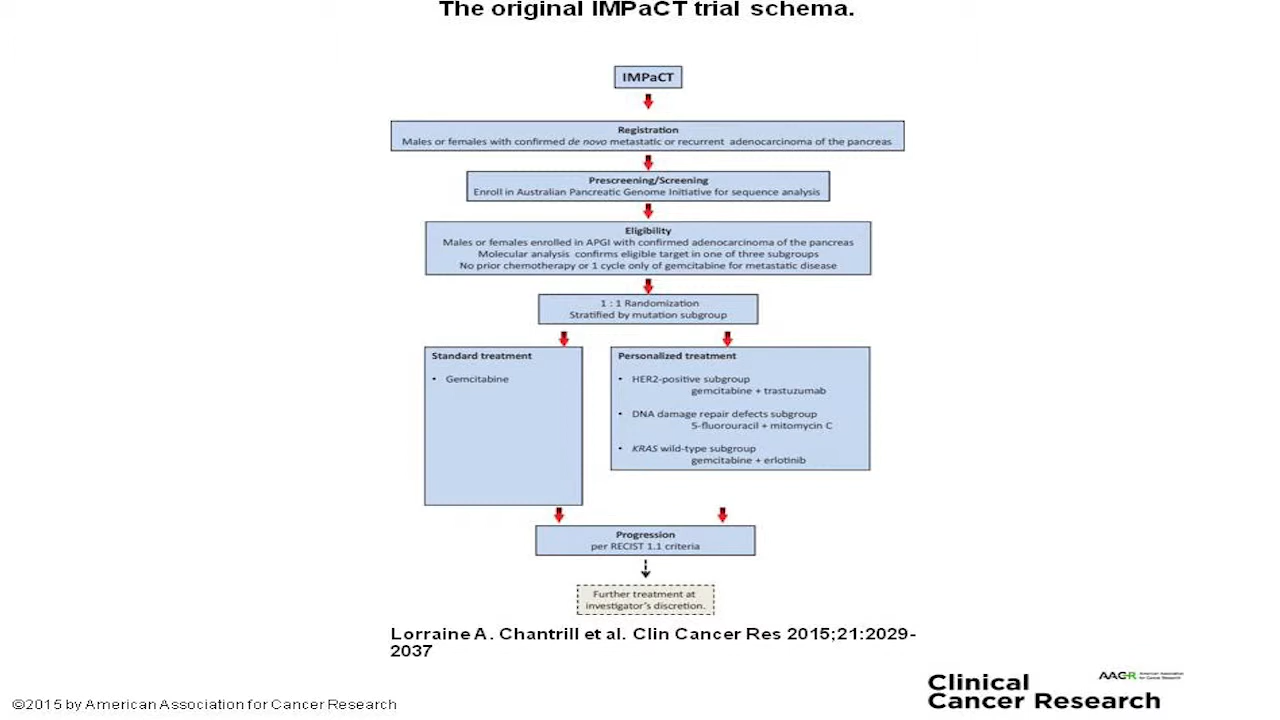 The original IMPaCT trial schema.
IMPaCT
Registration
Males or females with confirmed de novo metastatic or recurrent adenocarcinoma of the pancreas
Prescreening/Screening
Enroll in Australian Pancreatic Genome Initiative for sequence analysis
Eligibility
Males or females enrolled in APGI with confirmed adenocarcinoma of the pancreas
Molecular analysis confirms eligible target in one of three subgroups
No prior chemotherapy or 1 cycle only of gemcitabine for metastatic disease
1 : 1 Randomization
Stratified by mutation subgroup
Standard treatment
• Gemcitabine
Personalized treatment
• HER2-positive subgroup
gemcitabine + trastuzumab
• DNA damage repair defects subgroup
5-fluorouracil + mitomycin C
• KRAS wild-type subgroup
gemcitabine + erlotinib
Progression
per RECIST 1.1 criteria
Further treatment at
investigator's discretion.
Lorraine A. Chantrill et al. Clin Cancer Res 2015;21:2029-
2037
©2015 by American Association for Cancer Research
Clinical
Cancer Research
AACR American Association
for Cancer Research